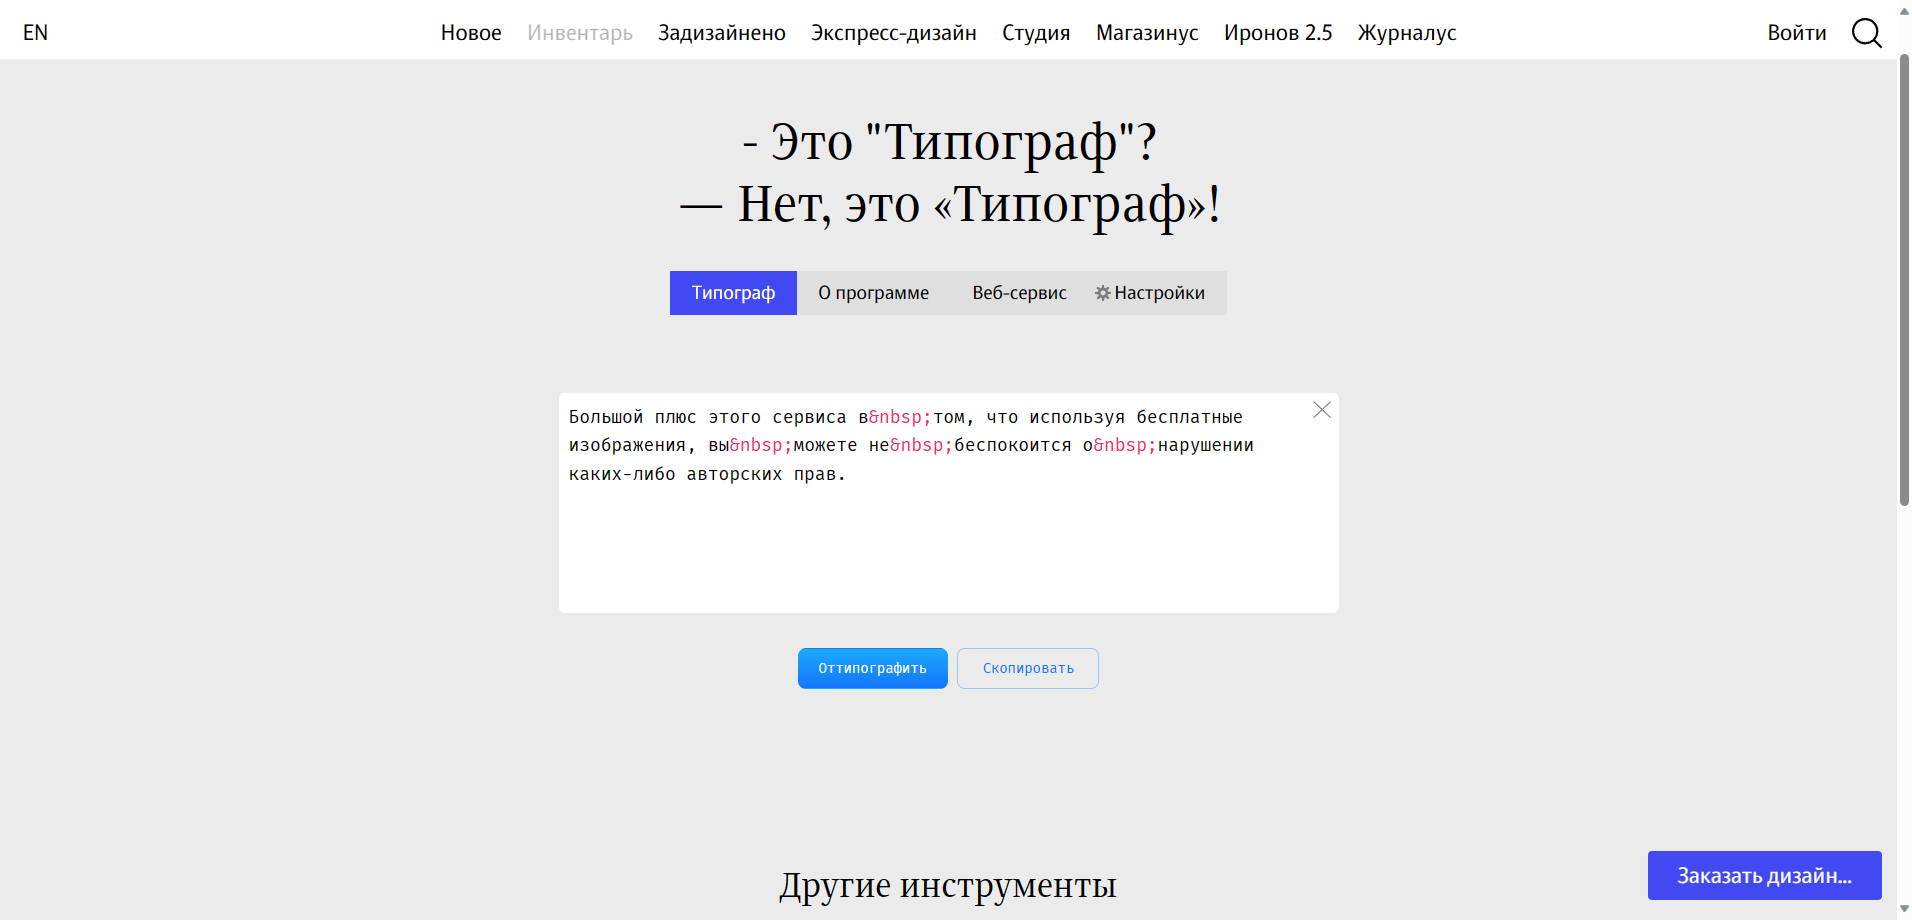 EN Новое Инвентарь Задизайнено Экспресс-дизайн Студия Магазинус Иронов 2.5 Журналус Войти
- Это "Типограф"?
— Нет, это «Типограф»!
Типограф О программе Веб-сервис Настройки
Большой плюс этого сервиса в&nbsp;том, что используя бесплатные
изображения, вы&nbsp;можете не&nbsp;беспокоится о&nbsp;нарушении
каких-либо авторских прав.
Оттипографить Скопировать
Другие инструменты
Заказать дизайн...